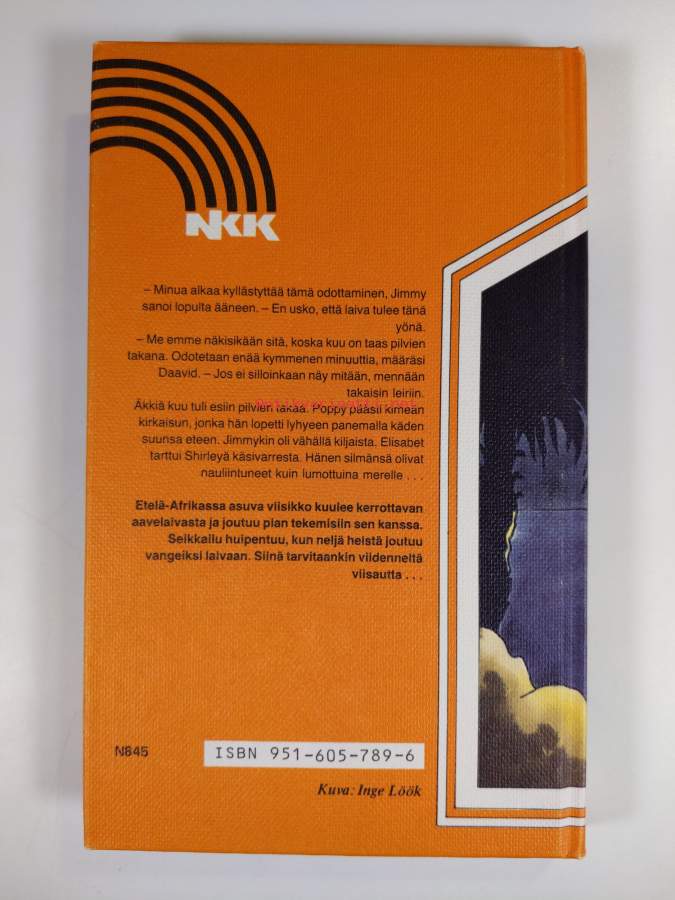 NKK
– Minua alkaa kyllästyttää tämä odottaminen, Jimmy
sanoi lopulta ääneen. – En usko, että laiva tulee tänä
yönä.
– Me emme näkisikään sitä, koska kuu on taas pilvien
takana. Odotetaan enää kymmenen minuuttia, määräsi
Daavid. – Jos ei silloinkaan näy mitään, mennään
takaisin leiriin.
Äkkiä kuu tuli esiin pilvien takaa. Poppy päästi kimeän
kirkaisun, jonka hän lopetti lyhyeen panemalla käden
suunsa eteen. Jimmykin oli vähällä kiljaista. Elisabet
tarttui Shirleyä käsivarresta. Hänen silmänsä olivat
nauliintuneet kuin lumottuina merelle . . .
Etelä-Afrikassa asuva viisikko kuulee kerrottavan
aavelaivasta ja joutuu pian tekemisiin sen kanssa.
Seikkailu huipentuu, kun neljä heistä joutuu
vangeiksi laivaan. Siinä tarvitaankin viidenneltä
viisautta . . .
N845
ISBN 951-605-789-6
Kuva: Inge Löök